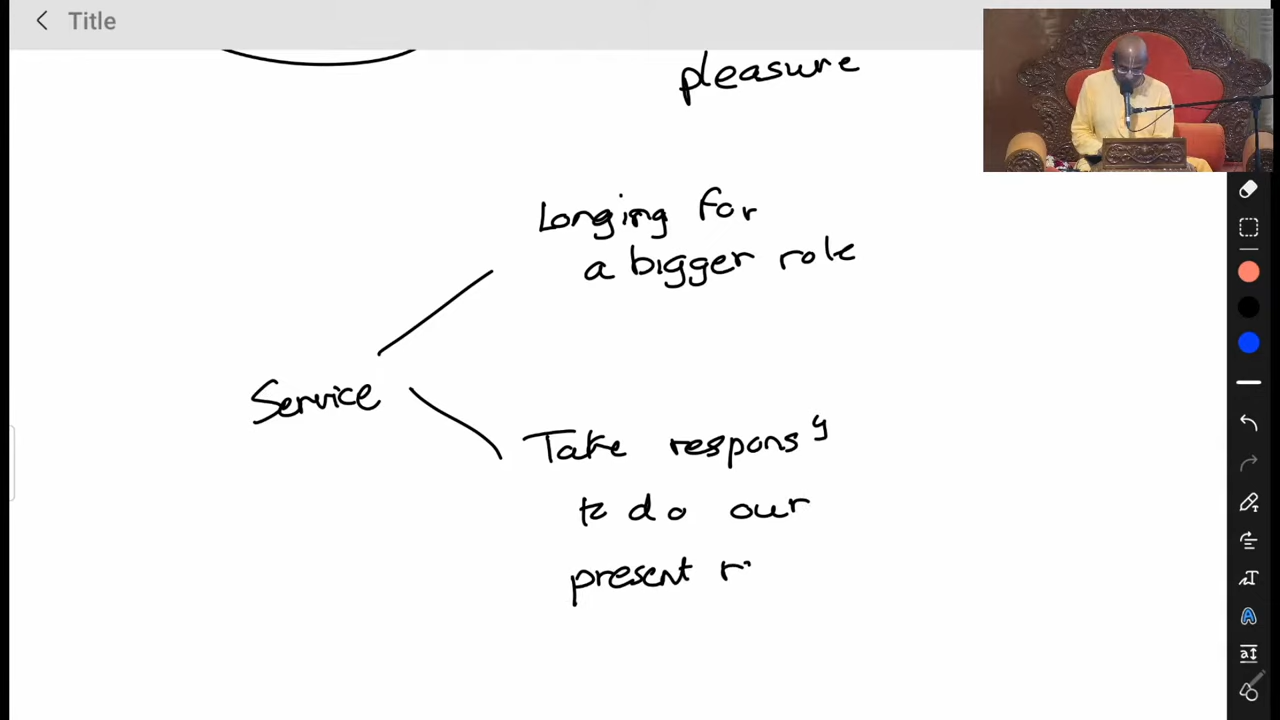 Title
pleasure
Longing for
a bigger role
Service
Take respons y
to do our
present r